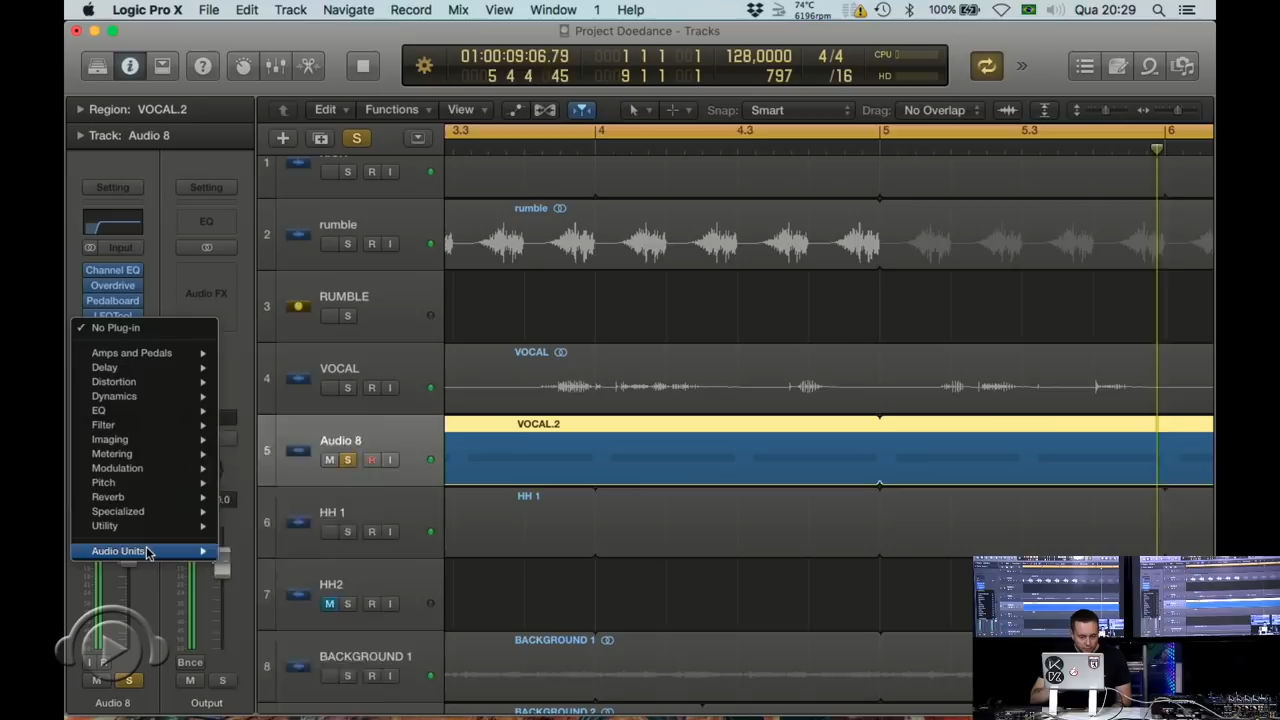 Logic Pro X File Edit Track Navigate Record Mix View Window 1 Help 74°C 6196rpm 100% Qua 20:29
Project Doedance - Tracks
01:00:09:06.79 1 1 1 128,0000 4/4 CPU
5 4 4 45 9 1 1 1 797 /16 HD
Region: VOCAL.2 Edit Functions View Snap: Smart Drag: No Overlap
Track: Audio 8
S
3.3 4 4.3 5 5.3 6
Setting Setting
EQ
Input
Channel EQ
Overdrive
Pedalboard
Audio FX
No Plug-in
Amps and Pedals
Delay
Distortion
Dynamics
EQ
Filter
Imaging
Metering
Modulation
Pitch
Reverb
Specialized
Utility
Audio Units
Bnce
M S M S
Audio 8 Output
1 S R I
2 rumble S R I
rumble
3 RUMBLE S
4 VOCAL S R I
VOCAL
5 Audio 8 M S R I
VOCAL.2
6 HH 1 S R I
HH 1
7 HH2 M S R I
8 BACKGROUND 1 S R I
BACKGROUND 1
BACKGROUND 2